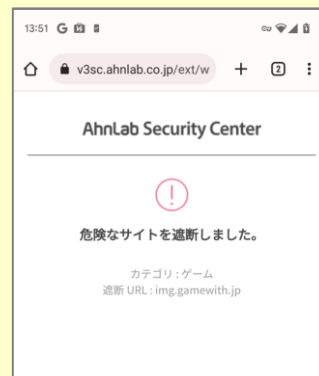 13:51 G
v3sc.ahnlab.co.jp/ext/w
2
AhnLab Security Center
危険なサイトを遮断しました。
カテゴリ : ゲーム
遮断 URL : img.gamewith.jp